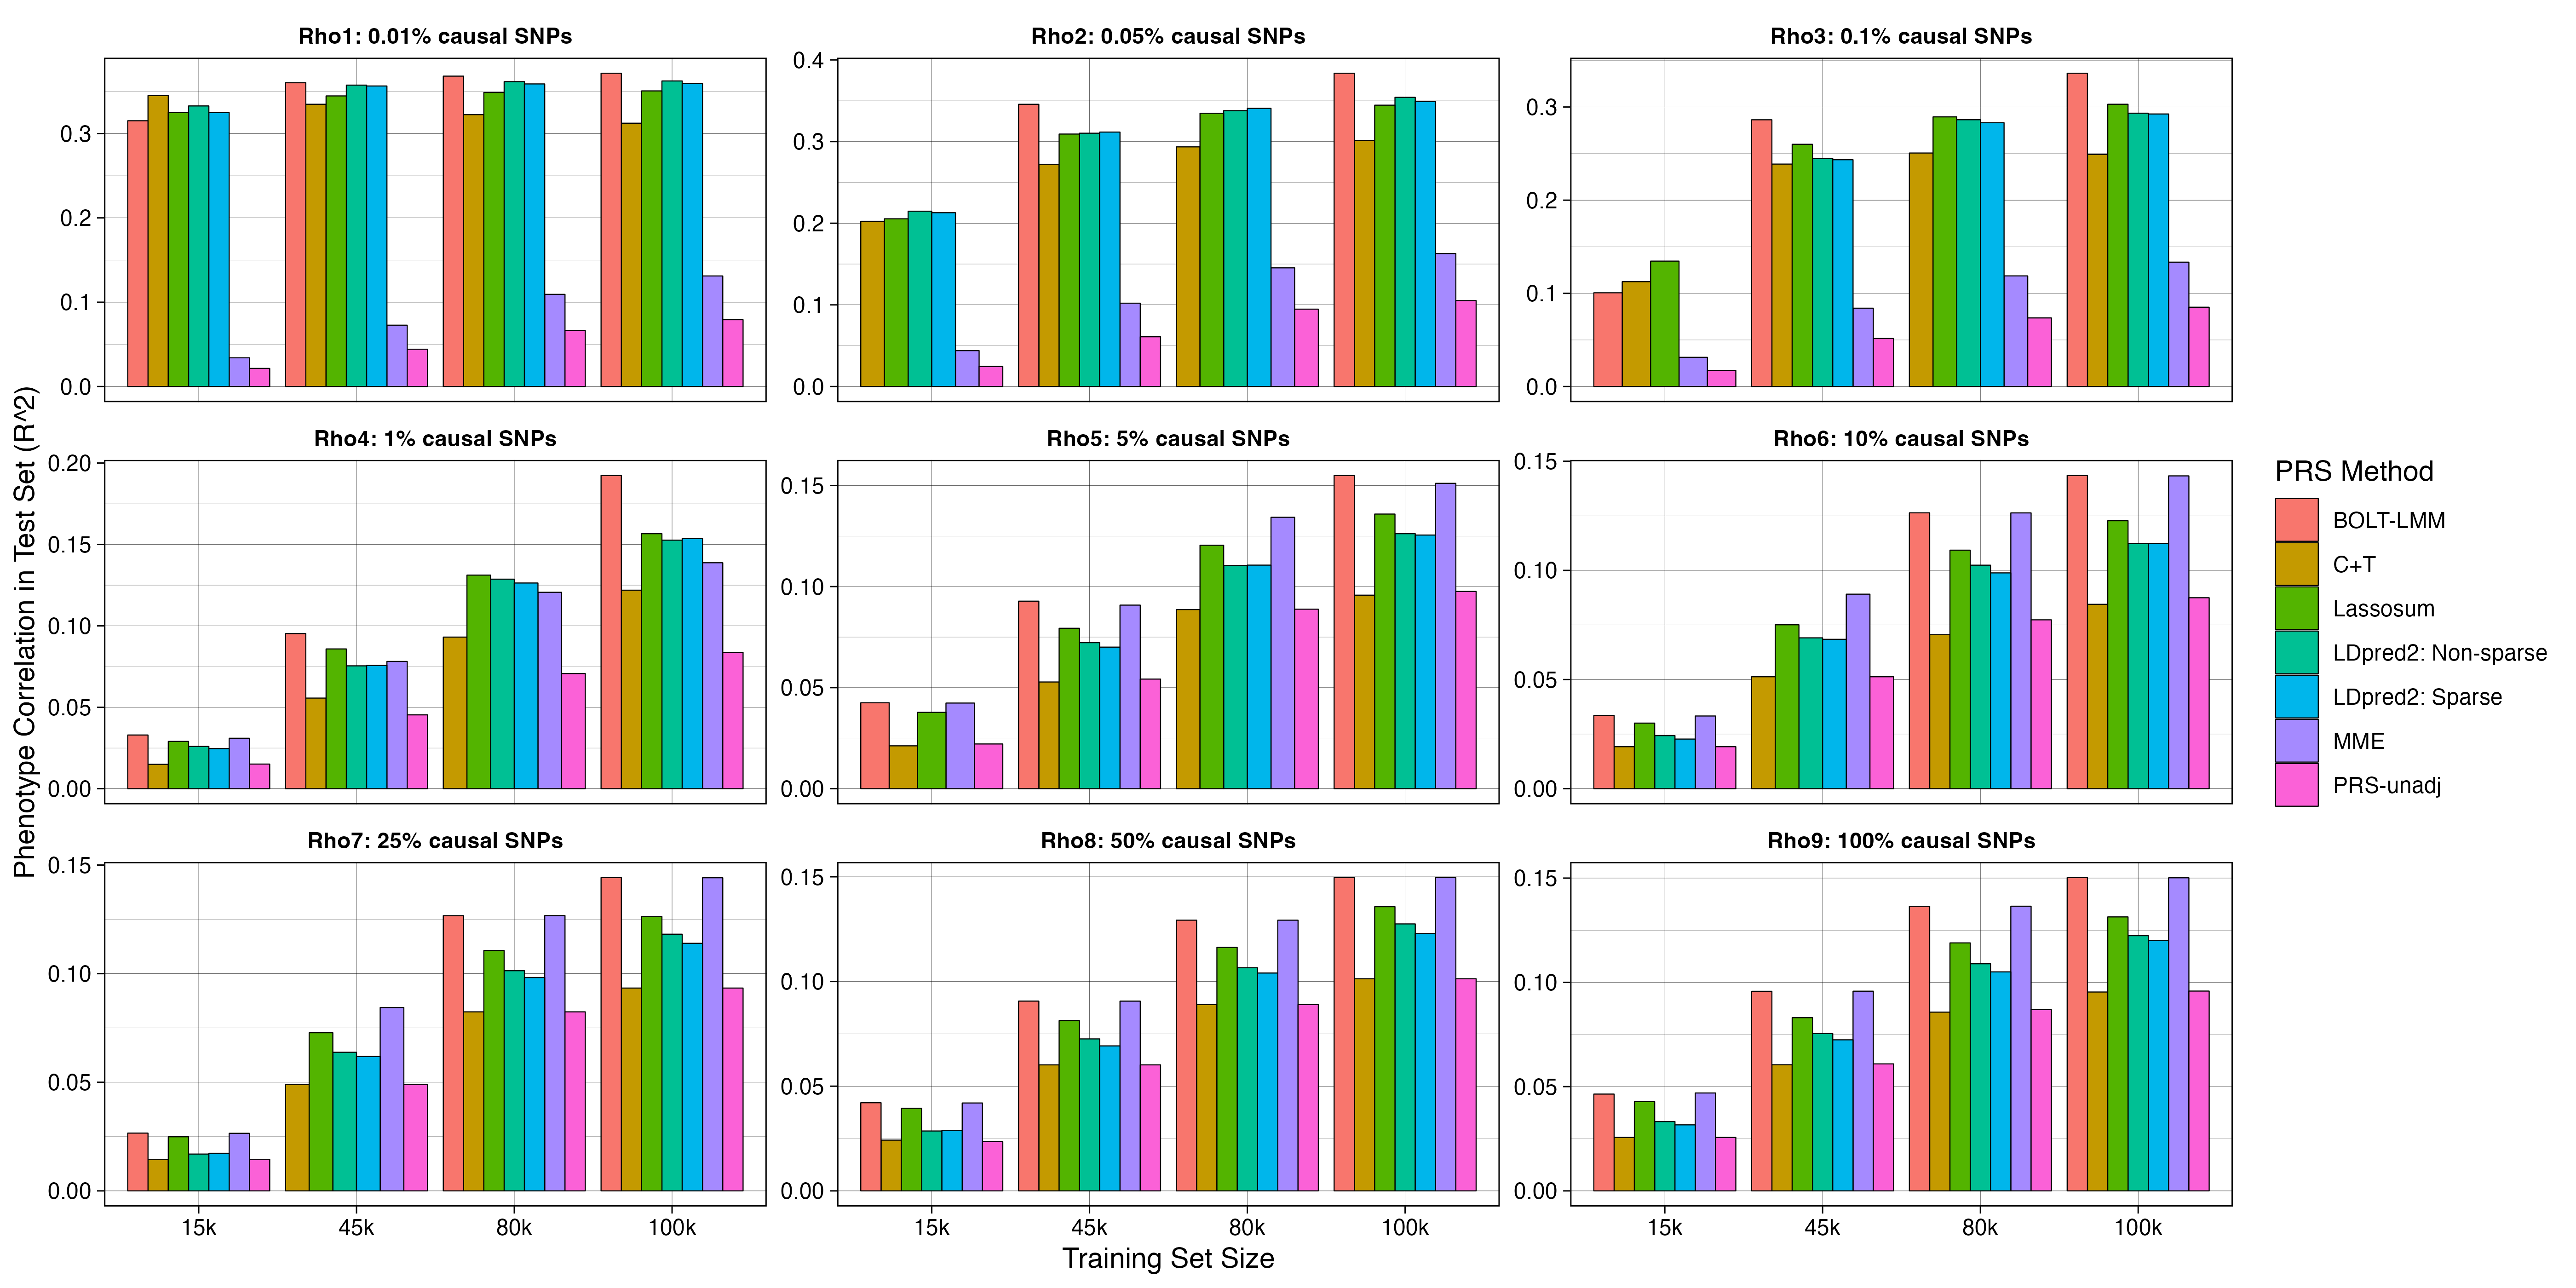 Rho1: 0.01% causal SNPs
Rho2: 0.05% causal SNPs
Rho3: 0.1% causal SNPs
0.3
0.2
0.1
0.0
0.4
0.3
0.2
0.1
0.0
0.3
0.2
0.1
0.0
Phenotype Correlation in Test Set (R^2)
Rho4: 1% causal SNPs
Rho5: 5% causal SNPs
Rho6: 10% causal SNPs
0.20
0.15
0.10
0.05
0.00
0.15
0.10
0.05
0.00
0.15
0.10
0.05
0.00
Rho7: 25% causal SNPs
Rho8: 50% causal SNPs
Rho9: 100% causal SNPs
0.15
0.10
0.05
0.00
0.15
0.10
0.05
0.00
0.15
0.10
0.05
0.00
15k 45k 80k 100k
15k 45k 80k 100k
15k 45k 80k 100k
Training Set Size
PRS Method
BOLT-LMM
C+T
Lassosum
LDpred2: Non-sparse
LDpred2: Sparse
MME
PRS-unadj